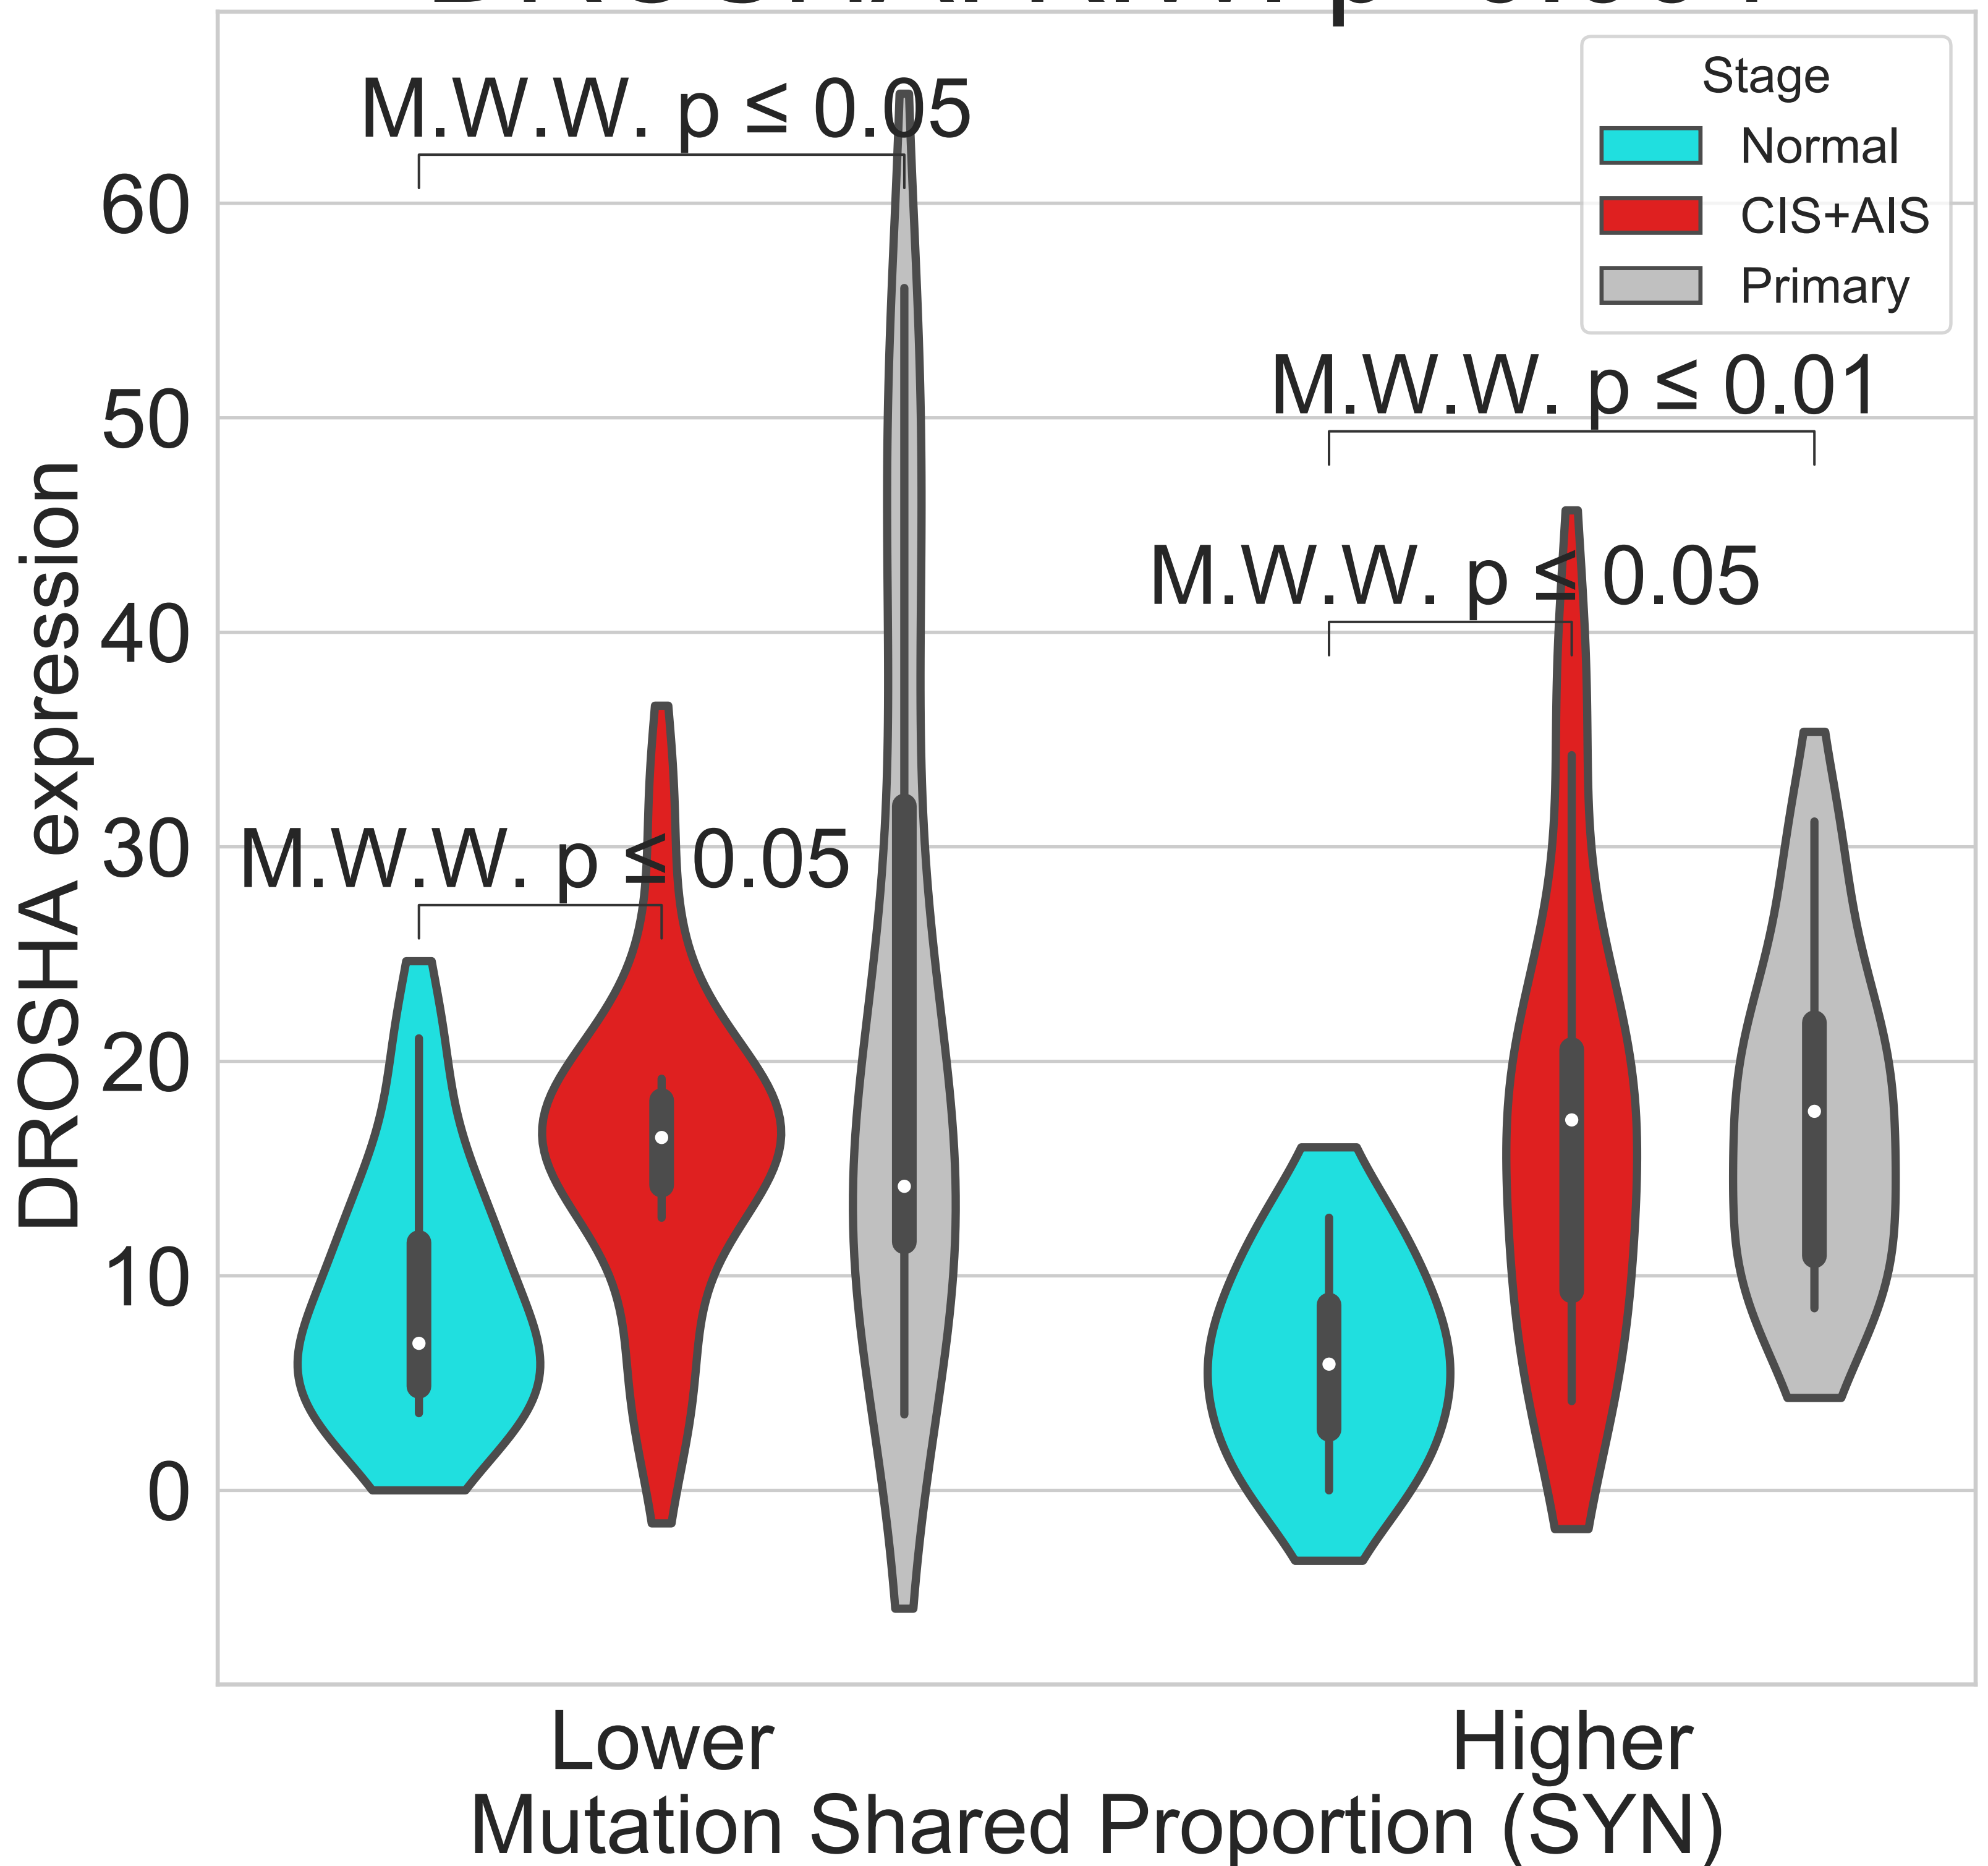 M.W.W. p ≤ 0.05
Stage
Normal
CIS+AIS
Primary
M.W.W. p ≤ 0.01
M.W.W. p ≤ 0.05
M.W.W. p ≤ 0.05
60
50
40
30
20
10
0
DROSHA expression
Lower
Higher
Mutation Shared Proportion (SYN)